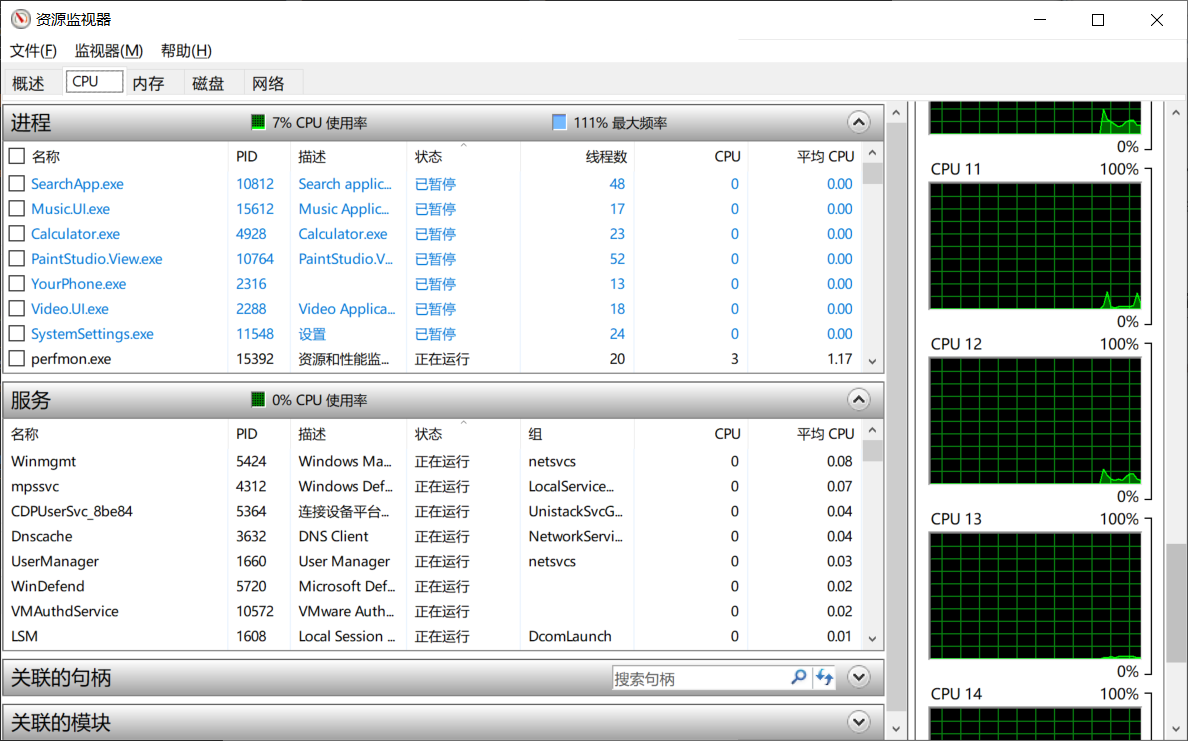 资源监视器
文件(F) 监视器(M) 帮助(H)
概述 CPU 内存 磁盘 网络
进程 7% CPU 使用率 111% 最大频率
名称 PID 描述 状态 线程数 CPU 平均 CPU
SearchApp.exe 10812 Search applic... 已暂停 48 0 0.00
Music.UI.exe 15612 Music Applic... 已暂停 17 0 0.00
Calculator.exe 4928 Calculator.exe 已暂停 23 0 0.00
PaintStudio.View.exe 10764 PaintStudio.V... 已暂停 52 0 0.00
YourPhone.exe 2316 已暂停 13 0 0.00
Video.UI.exe 2288 Video Applica... 已暂停 18 0 0.00
SystemSettings.exe 11548 设置 已暂停 24 0 0.00
perfmon.exe 15392 资源和性能监... 正在运行 20 3 1.17
服务 0% CPU 使用率
名称 PID 描述 状态 组 CPU 平均 CPU
Winmgmt 5424 Windows Ma... 正在运行 netsvcs 0 0.08
mpssvc 4312 Windows Def... 正在运行 LocalService... 0 0.07
CDPUserSvc_8be84 5364 连接设备平台... 正在运行 UnistackSvcG... 0 0.04
Dnscache 3632 DNS Client 正在运行 NetworkServi... 0 0.04
UserManager 1660 User Manager 正在运行 netsvcs 0 0.03
WinDefend 5720 Microsoft Def... 正在运行 0 0.02
VMAuthdService 10572 VMware Auth... 正在运行 0 0.02
LSM 1608 Local Session ... 正在运行 DcomLaunch 0 0.01
关联的句柄 搜索句柄
关联的模块
0%
CPU 11 100%
0%
CPU 12 100%
0%
CPU 13 100%
0%
CPU 14 100%